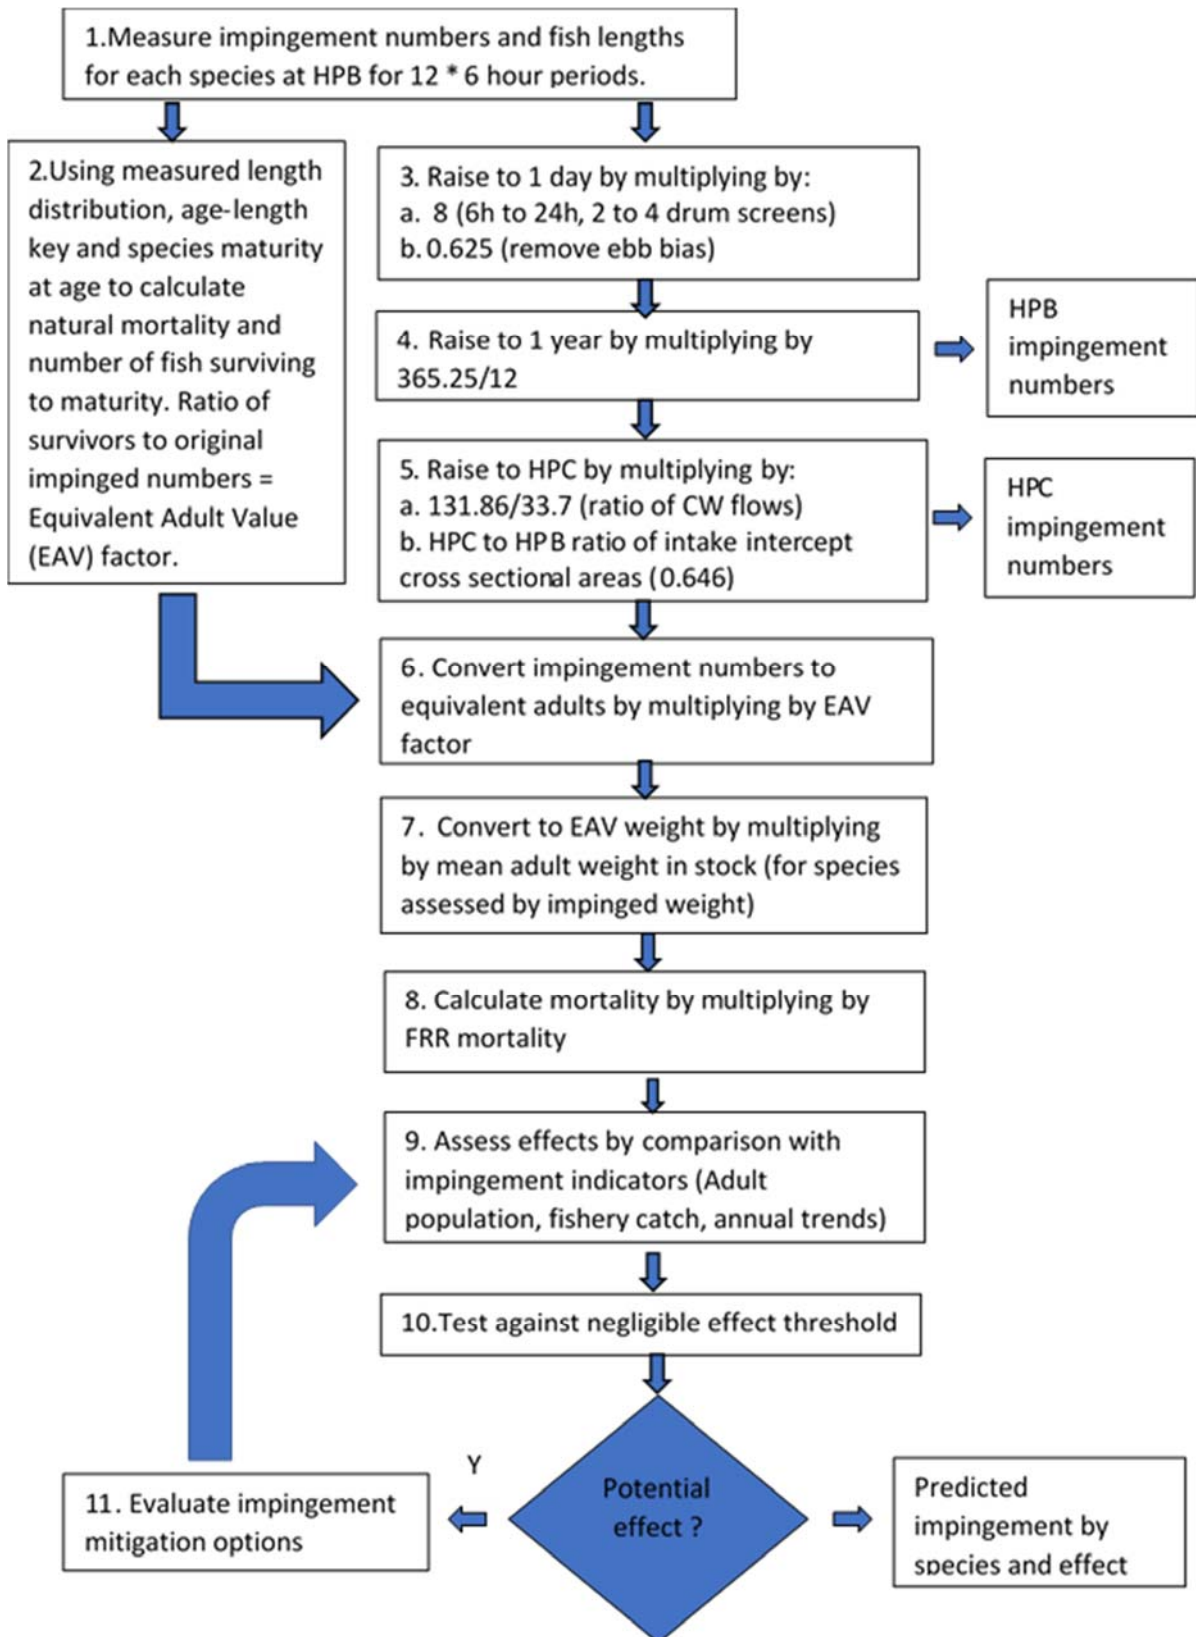 1.Measure impingement numbers and fish lengths
for each species at HPB for 12 * 6 hour periods.
2.Using measured length
distribution, age-length
key and species maturity
at age to calculate
natural mortality and
number of fish surviving
to maturity. Ratio of
survivors to original
impinged numbers =
Equivalent Adult Value
(EAV) factor.
3. Raise to 1 day by multiplying by:
a. 8 (6h to 24h, 2 to 4 drum screens)
b. 0.625 (remove ebb bias)
4. Raise to 1 year by multiplying by
365.25/12
HPB
impingement
numbers
5. Raise to HPC by multiplying by:
a. 131.86/33.7 (ratio of CW flows)
b. HPC to HPB ratio of intake intercept
cross sectional areas (0.646)
HPC
impingement
numbers
6. Convert impingement numbers to
equivalent adults by multiplying by EAV
factor
7. Convert to EAV weight by multiplying
by mean adult weight in stock (for species
assessed by impinged weight)
8. Calculate mortality by multiplying by
FRR mortality
9. Assess effects by comparison with
impingement indicators (Adult
population, fishery catch, annual trends)
10.Test against negligible effect threshold
Potential
effect ?
Y
11. Evaluate impingement
mitigation options
Predicted
impingement by
species and effect